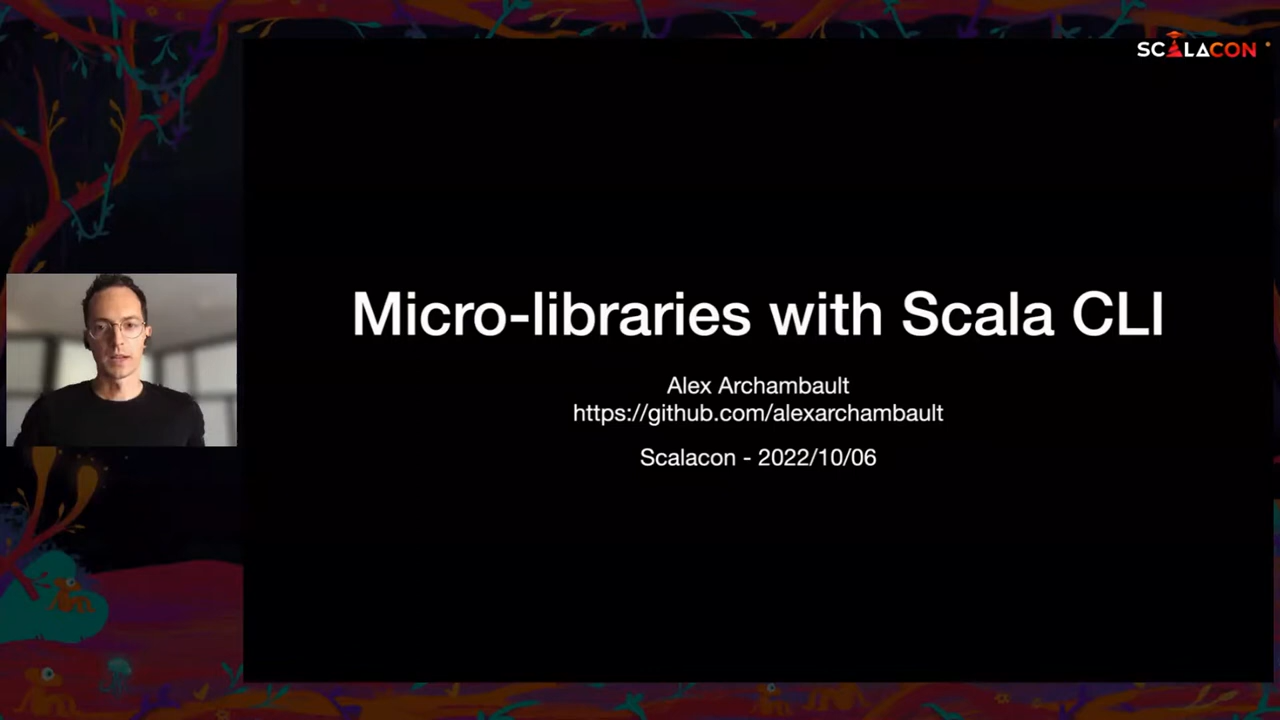 SCALACON
Micro-libraries with Scala CLI
Alex Archambault
https://github.com/alexarchambault
Scalacon - 2022/10/06